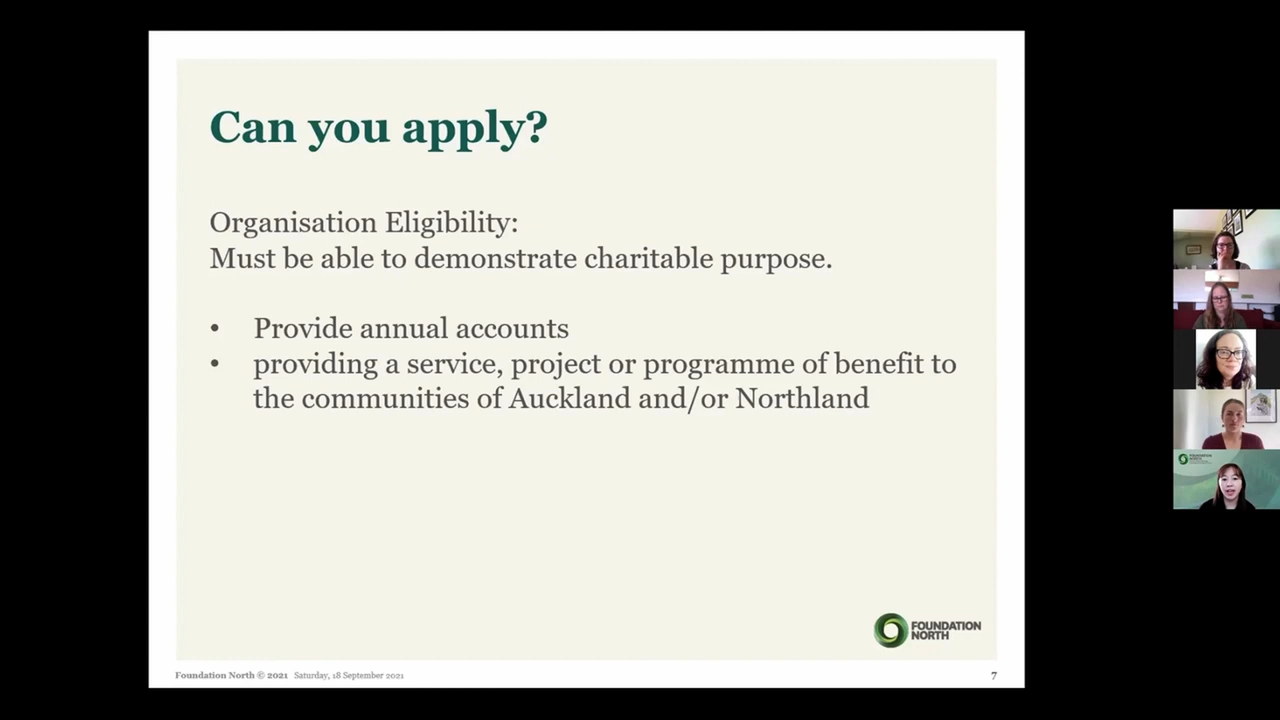 Can you apply?
Organisation Eligibility:
Must be able to demonstrate charitable purpose.
• Provide annual accounts
• providing a service, project or programme of benefit to
the communities of Auckland and/or Northland
FOUNDATION
NORTH
Foundation North © 2021 Saturday, 18 September 2021
7
FOUNDATION
NORTH